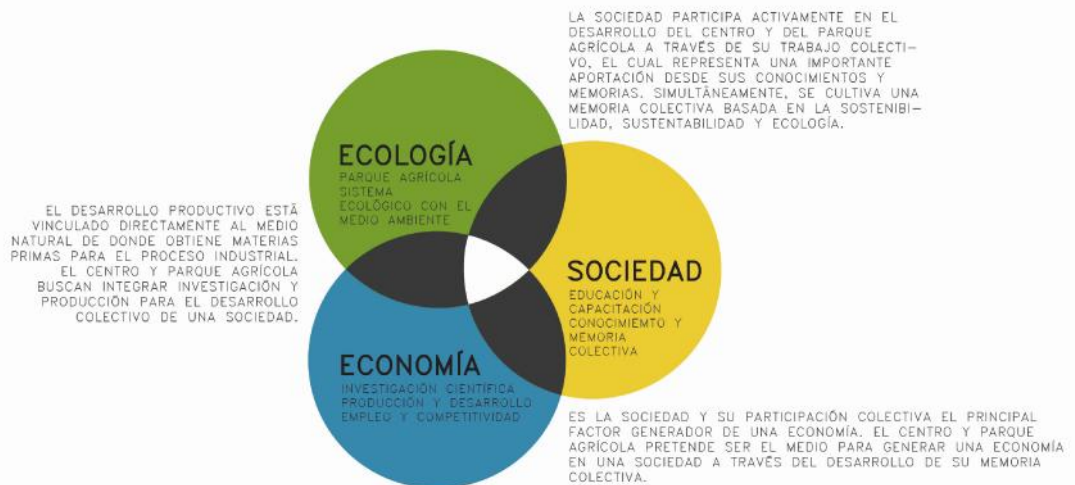 LA SOCIEDAD PARTICIPA ACTIVAMENTE EN EL
DESARROLLO DEL CENTRO Y DEL PARQUE
AGRÍCOLA A TRAVÉS DE SU TRABAJO COLECTI-
VO, EL CUAL REPRESENTA UNA IMPORTANTE
APORTACIÓN DESDE SUS CONOCIMIENTOS Y
MEMORIAS. SIMULTÁNEAMENTE, SE CULTIVA UNA
MEMORIA COLECTIVA BASADA EN LA SOSTENIBI-
LIDAD, SUSTENTABILIDAD Y ECOLOGÍA.
ECOLOGÍA
PARQUE AGRÍCOLA
SISTEMA
ECOLÓGICO CON EL
MEDIO AMBIENTE
EL DESARROLLO PRODUCTIVO ESTÁ
VINCULADO DIRECTAMENTE AL MEDIO
NATURAL DE DONDE OBTIENE MATERIAS
PRIMAS PARA EL PROCESO INDUSTRIAL.
EL CENTRO Y PARQUE AGRÍCOLA
BUSCAN INTEGRAR INVESTIGACIÓN Y
PRODUCCIÓN PARA EL DESARROLLO
COLECTIVO DE UNA SOCIEDAD.
SOCIEDAD
EDUCACIÓN Y
CAPACITACIÓN
CONOCIMIEMTO Y
MEMORIA
COLECTIVA
ECONOMÍA
INVESTIGACIÓN CIENTÍFICA
PRODUCCIÓN Y DESARROLLO
EMPLEO Y COMPETITIVIDAD
ES LA SOCIEDAD Y SU PARTICIPACIÓN COLECTIVA EL PRINCIPAL
FACTOR GENERADOR DE UNA ECONOMÍA. EL CENTRO Y PARQUE
AGRÍCOLA PRETENDE SER EL MEDIO PARA GENERAR UNA ECONOMÍA
EN UNA SOCIEDAD A TRAVÉS DEL DESARROLLO DE SU MEMORIA
COLECTIVA.